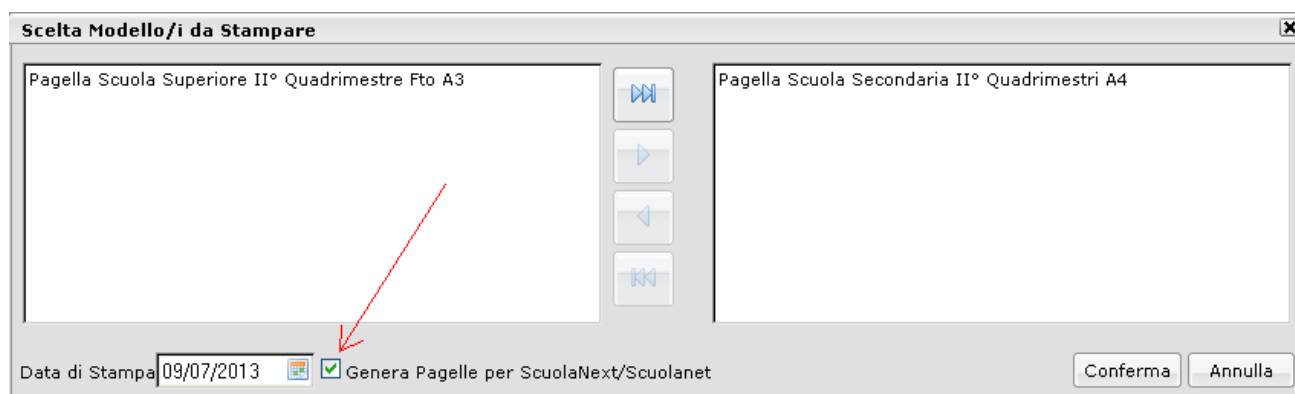 Scelta Modello/i da Stampare
Pagella Scuola Superiore II° Quadrimestre Fto A3
Pagella Scuola Secondaria II° Quadrimestri A4
Data di Stampa 09/07/2013 Genera Pagelle per ScuolaNext/Scuolanet Conferma Annulla